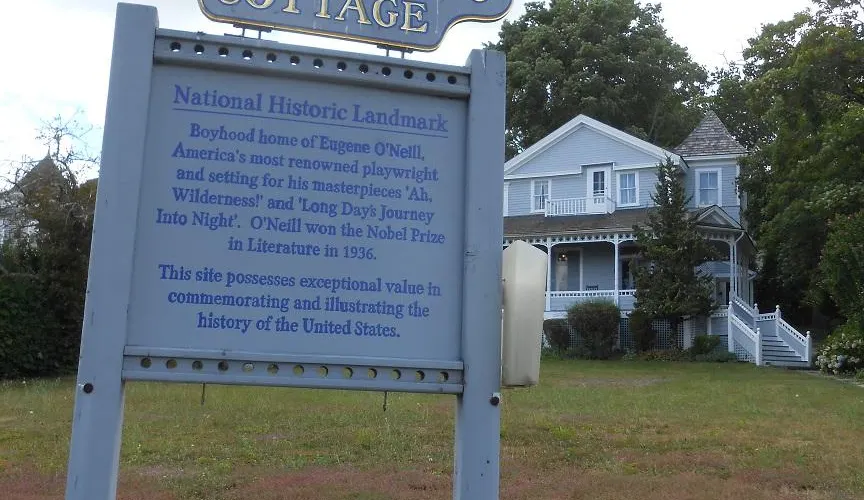 COTTAGE
National Historic Landmark
Boyhood home of Eugene O'Neill,
America's most renowned playwright
and setting for his masterpieces 'Ah,
Wilderness!' and 'Long Day's Journey
Into Night'. O'Neill won the Nobel Prize
in Literature in 1936.
This site possesses exceptional value in
commemorating and illustrating the
history of the United States.